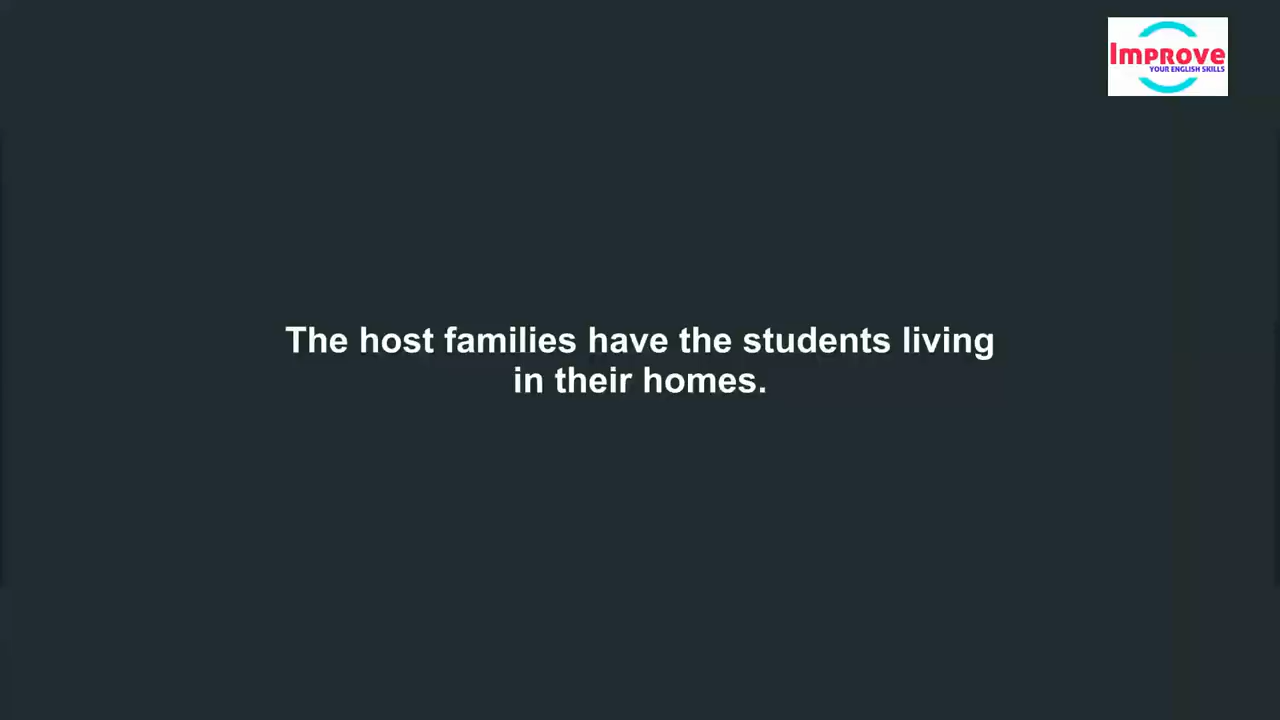 Improve
YOUR ENGLISH SKILLS
The host families have the students living
in their homes.